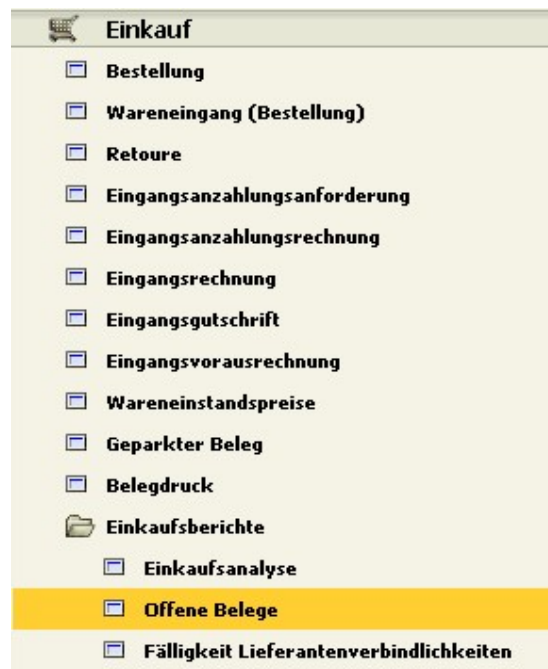 Einkauf
Bestellung
Wareneingang (Bestellung)
Retoure
Eingangsanzahlungsanforderung
Eingangsanzahlungsrechnung
Eingangsrechnung
Eingangsgutschrift
Eingangsvorausrechnung
Wareneinstandspreise
Geparkter Beleg
Belegdruck
Einkaufsberichte
Einkaufsanalyse
Offene Belege
Fälligkeit Lieferantenverbindlichkeiten